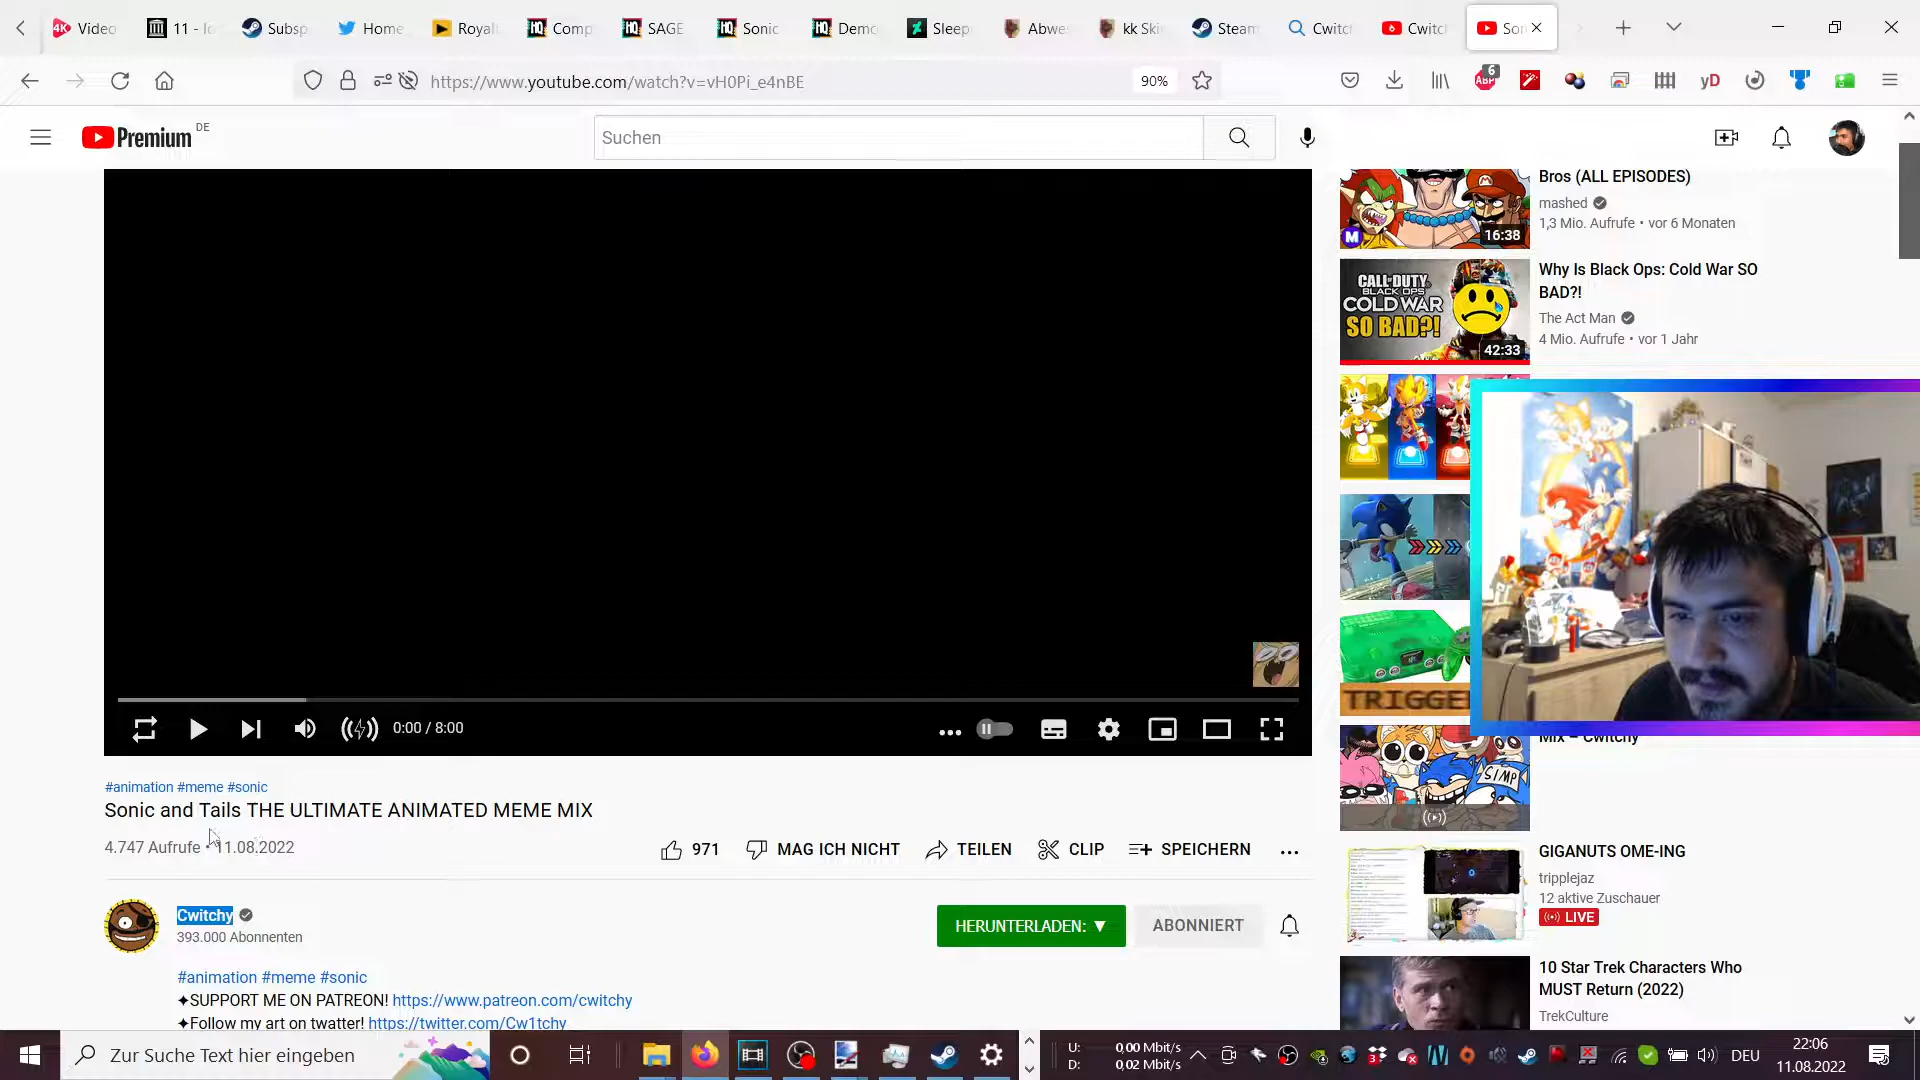 Video
11 -
Subsp
Home
Royal
Comp
SAGE
Sonic
Demo
Sleep
Abwe
kk Ski
Steam
Cwitc
Cwitc
So
https://www.youtube.com/watch?v=vH0Pi_e4nBE
90%
ABP
6
yD
Premium
DE
Suchen
Bros (ALL EPISODES)
mashed
1,3 Mio. Aufrufe • vor 6 Monaten
M
16:38
Why Is Black Ops: Cold War SO
BAD?!
The Act Man
4 Mio. Aufrufe • vor 1 Jahr
CALL OF DUTY
BLACK OPS
COLD WAR
SO BAD?!
42:33
TRIGGE
Mix – Cwitchy
SIMP
0:00 / 8:00
#animation #meme #sonic
Sonic and Tails THE ULTIMATE ANIMATED MEME MIX
4.747 Aufrufe • 11.08.2022
971
MAG ICH NICHT
TEILEN
CLIP
SPEICHERN
Cwitchy
393.000 Abonnenten
HERUNTERLADEN: ▼
ABONNIERT
#animation #meme #sonic
✦SUPPORT ME ON PATREON! https://www.patreon.com/cwitchy
✦Follow my art on twatter! https://twitter.com/Cw1tchy
GIGANUTS OME-ING
tripplejaz
12 aktive Zuschauer
LIVE
10 Star Trek Characters Who
MUST Return (2022)
TrekCulture
Zur Suche Text hier eingeben
U: 0,00 Mbit/s
D: 0,02 Mbit/s
DEU
22:06
11.08.2022